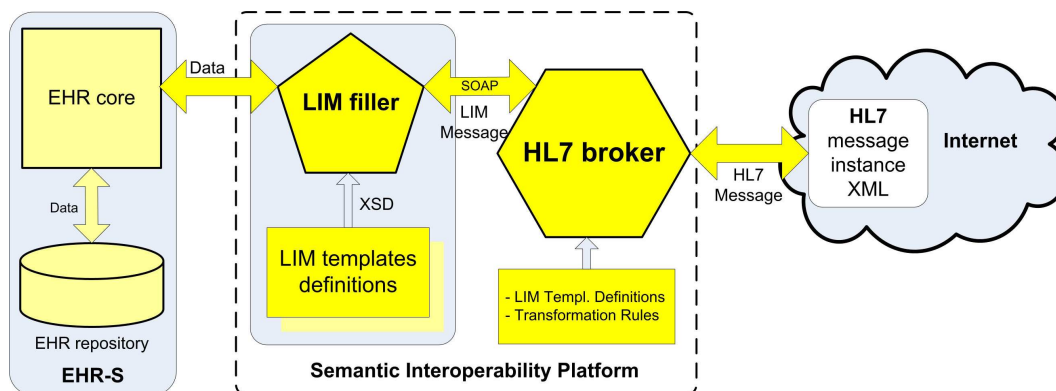 EHR core
Data
EHR repository
EHR-S
Data
LIM filler
XSD
LIM templates
definitions
SOAP
LIM
Message
HL7 broker
- LIM Templ. Definitions
- Transformation Rules
Semantic Interoperability Platform
HL7
Message
HL7
message
instance
XML
Internet